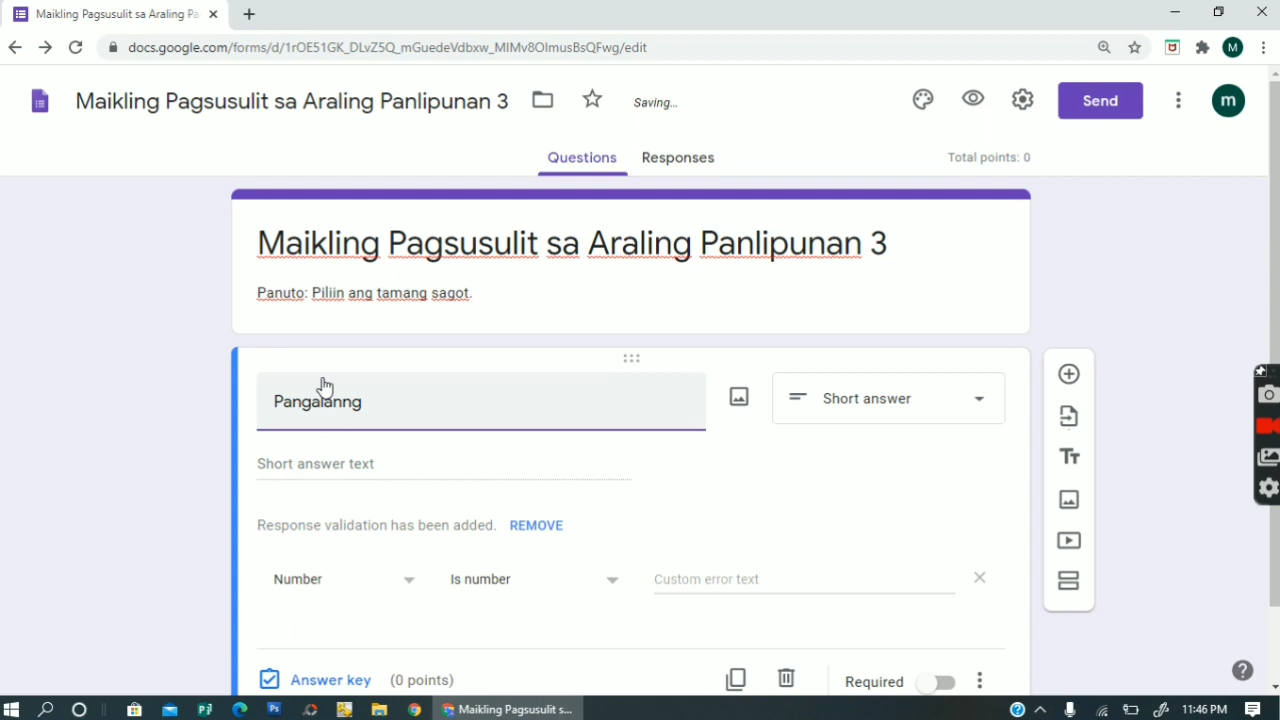 Maikling Pagsusulit sa Araling Pa
docs.google.com/forms/d/1rOE51GK_DLvZ5Q_mGuedeVdbxw_MIMv8OImusBsQFwg/edit
M
Maikling Pagsusulit sa Araling Panlipunan 3
Saving...
Send
m
Questions
Responses
Total points: 0
Maikling Pagsusulit sa Araling Panlipunan 3
Panuto: Piliin ang tamang sagot.
Pangalanng
Short answer
Short answer text
Response validation has been added. REMOVE
Number
Is number
Custom error text
Answer key (0 points)
Required
Maikling Pagsusulit s...
11:46 PM